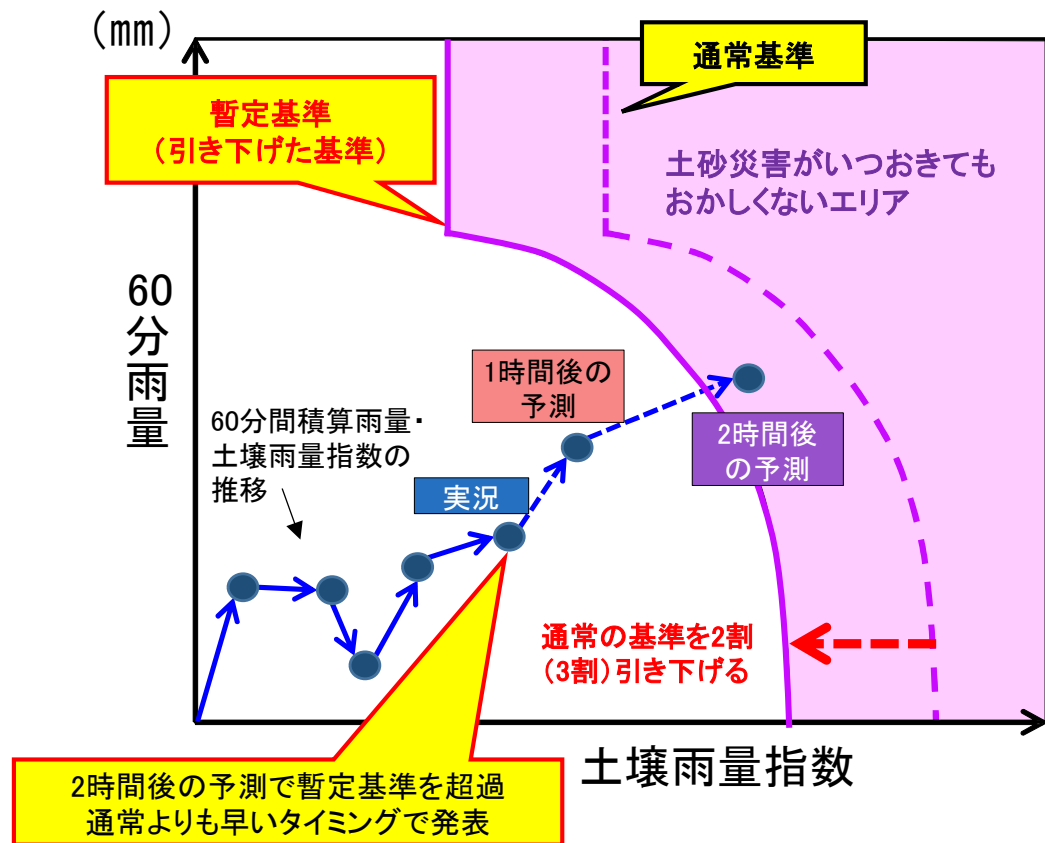 (mm)
通常基準
暫定基準
(引き下げた基準)
土砂災害がいつおきても
おかしくないエリア
60
分
雨
量
1時間後の
予測
60分間積算雨量・
土壌雨量指数の
推移
2時間後
の予測
実況
通常の基準を2割
(3割)引き下げる
土壌雨量指数
2時間後の予測で暫定基準を超過
通常よりも早いタイミングで発表